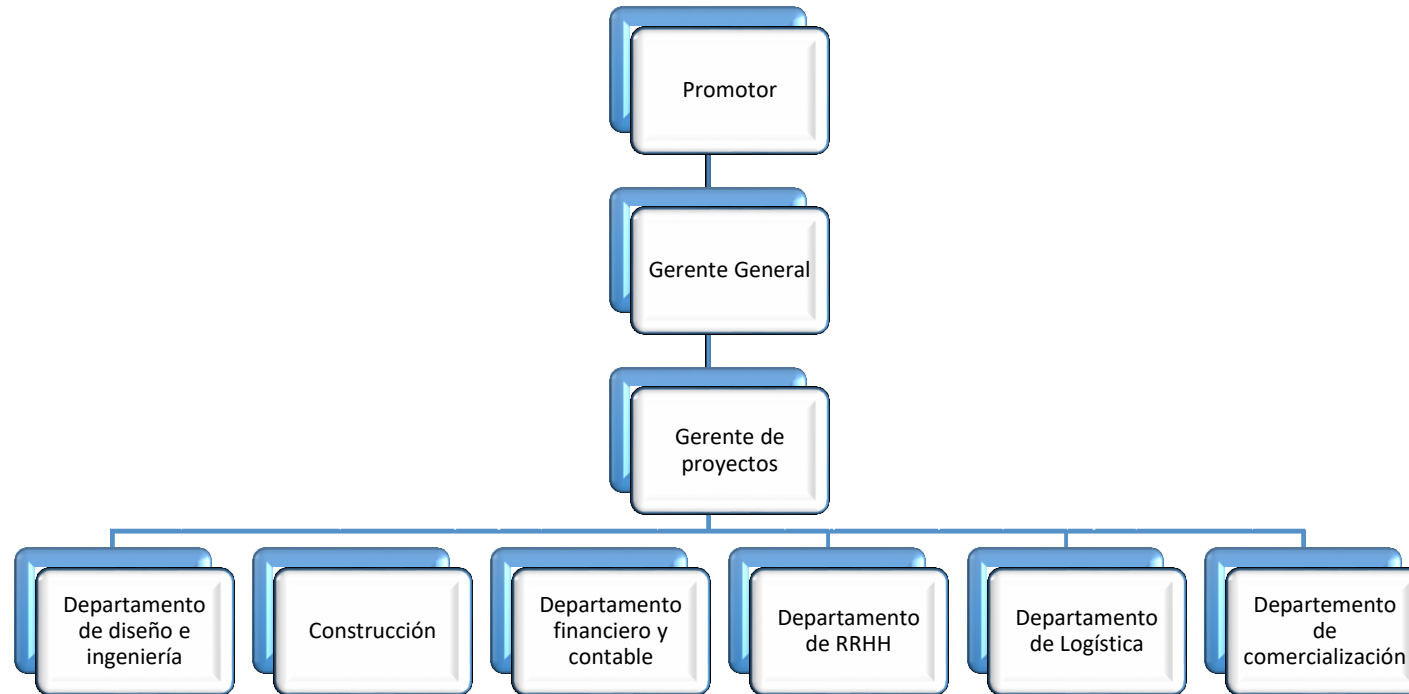 Promotor
Gerente General
Gerente de
proyectos
Departamento
de diseño e
ingeniería
Construcción
Departamento
financiero y
contable
Departamento
de RRHH
Departamento
de Logística
Departemento
de
comercialización